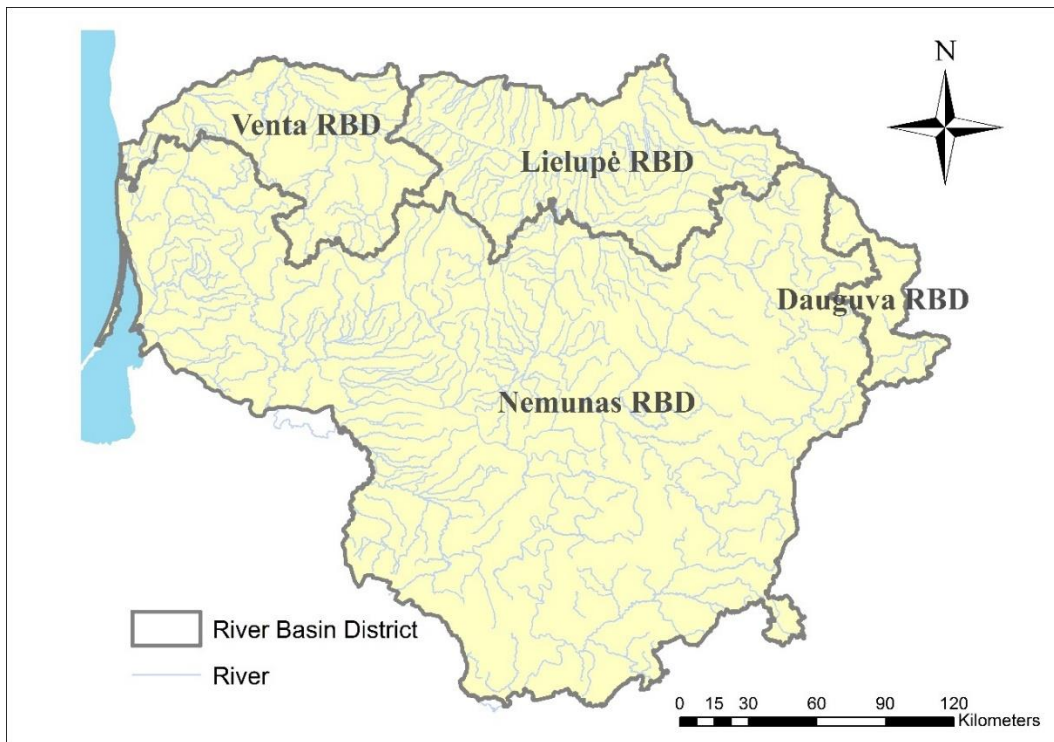 N
Venta RBD
Lielupė RBD
Dauguva RBD
Nemunas RBD
River Basin District
River
0 15 30 60 90 120
Kilometers